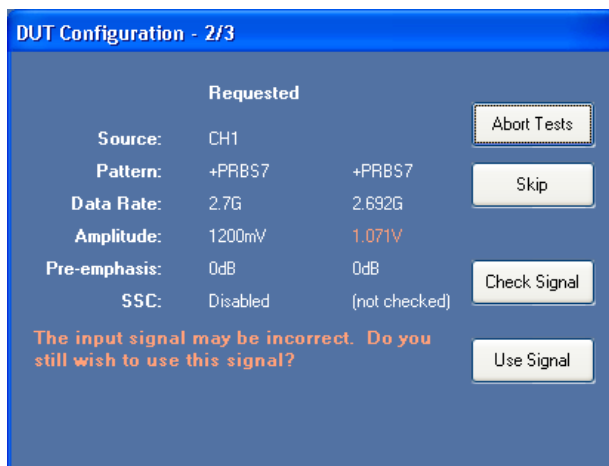 DUT Configuration - 2/3
Requested
Source: CH1
Pattern: +PRBS7 +PRBS7
Data Rate: 2.7G 2.692G
Amplitude: 1200mV 1.071V
Pre-emphasis: 0dB 0dB
SSC: Disabled (not checked)
The input signal may be incorrect. Do you
still wish to use this signal?
Abort Tests
Skip
Check Signal
Use Signal